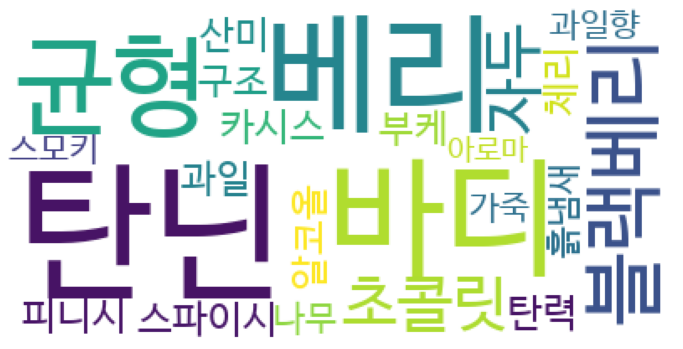 균형
산미
베리
자두
과일향
구조
체리
블랙베리
카시스
부케
스모키
아로마
탄닌
과일
바디
가죽
흙냄새
알코올
피니시
스파이시
나무
초콜릿
탄력